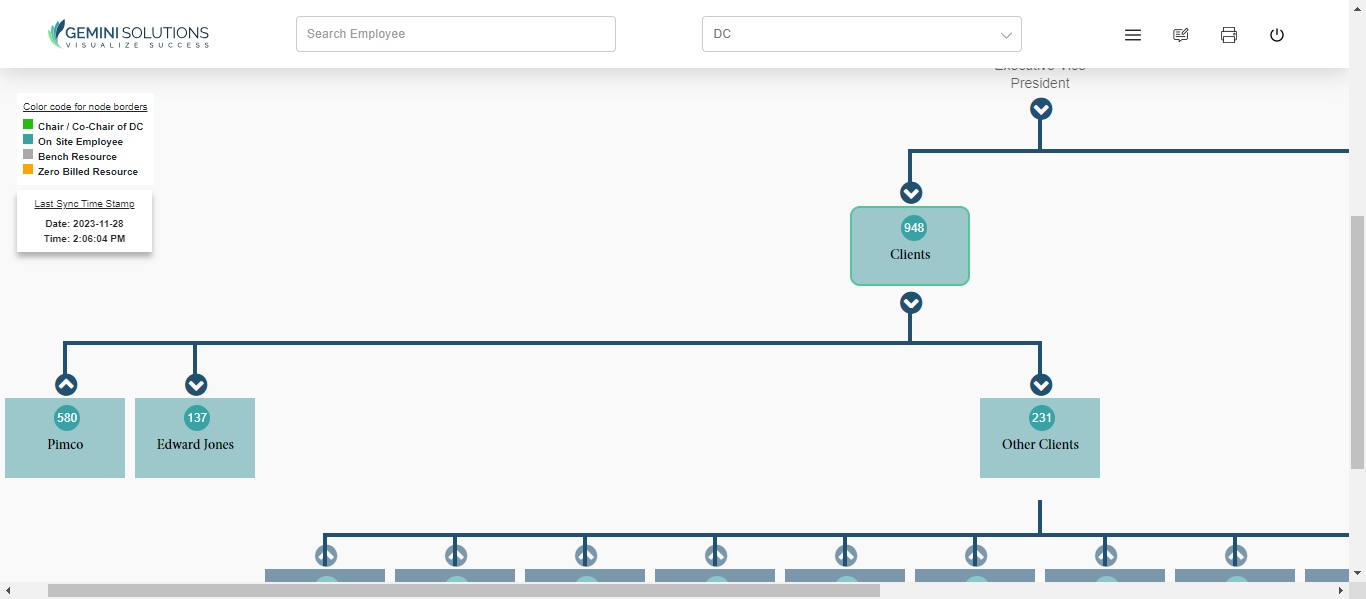 GEMINI SOLUTIONS
VISUALIZE SUCCESS
Search Employee
DC
Executive Vice
President
Color code for node borders
Chair / Co-Chair of DC
On Site Employee
Bench Resource
Zero Billed Resource
Last Sync Time Stamp
Date: 2023-11-28
Time: 2:06:04 PM
948
Clients
580
Pimco
137
Edward Jones
231
Other Clients